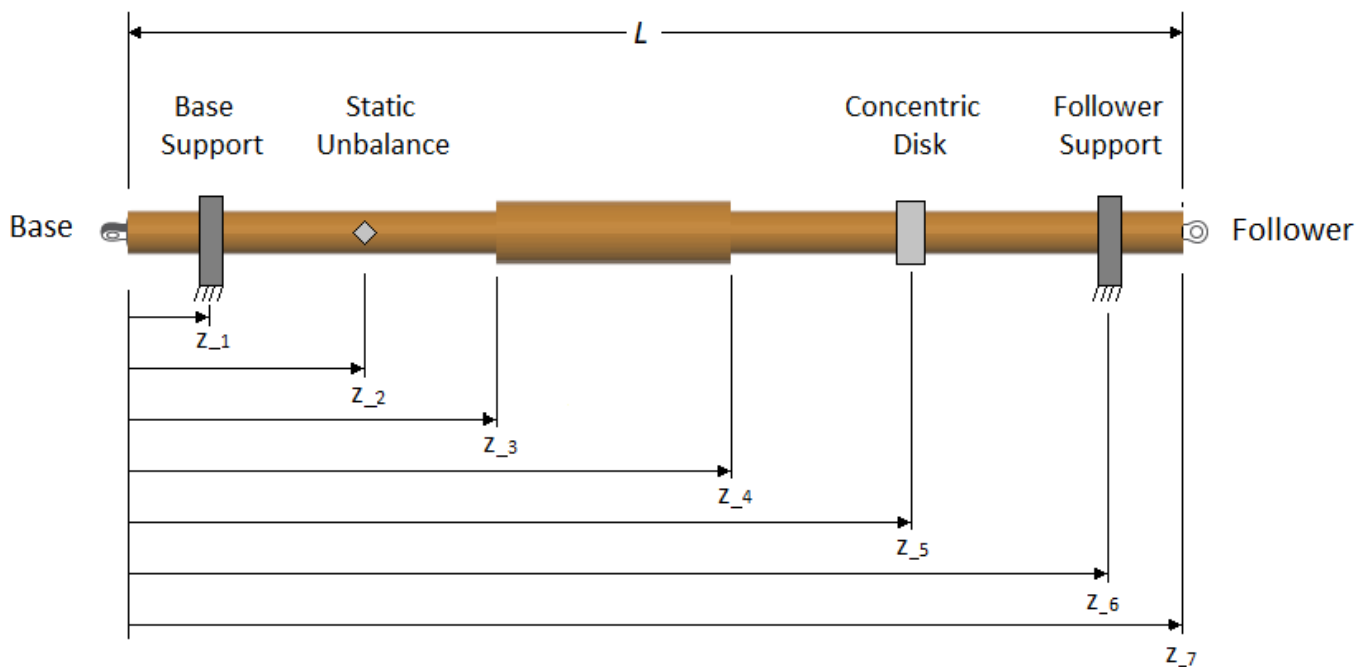 L
Base
Support
Static
Unbalance
Concentric
Disk
Follower
Support
Base
Follower
z_1
z_2
z_3
z_4
z_5
z_6
z_7